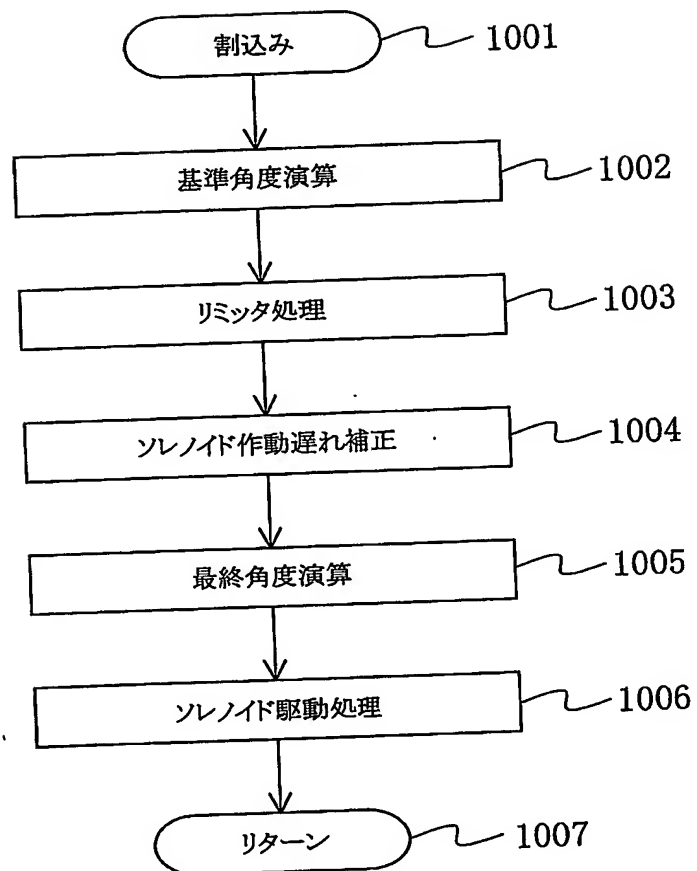 割込み 1001
基準角度演算 1002
リミッタ処理 1003
ソレノイド作動遅れ補正 1004
最終角度演算 1005
ソレノイド駆動処理 1006
リターン 1007